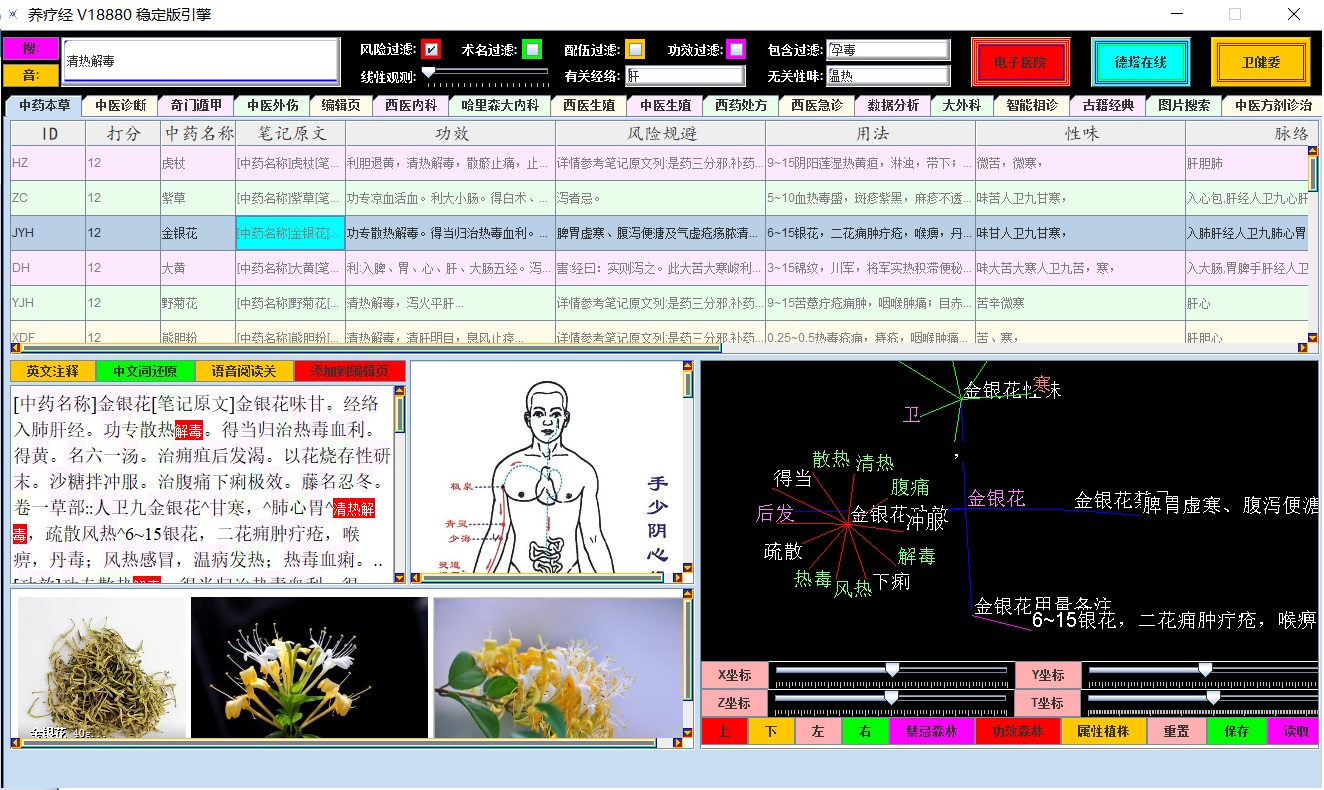 养疗经 V18880 稳定版引擎
搜:
音:
清热解毒
风险过滤: 术名过滤: 配伍过滤: 功效过滤: 包含过滤: 孕毒
线性观测: 有关经络: 肝 无关性味: 温热
电子医院 德塔在线 卫健委
中药本草 中医诊断 奇门遁甲 中医外伤 编辑页 西医内科 哈里森大内科 西医生殖 中医生殖 西药处方 西医急诊 数据分析 大外科 智能相诊 古籍经典 图片搜索 中医方剂诊治
ID 打分 中药名称 笔记原文 功效 风险规避 用法 性味 脉络
HZ 12 虎杖 [中药名称]虎杖[笔... 利胆退黄，清热解毒，散瘀止痛，止... 详情参考笔记原文列:是药三分邪,补药... 9~15阴阳莲湿热黄疸，淋浊，带下；... 微苦，微寒， 肝胆肺
ZC 12 紫草 [中药名称]紫草[笔... 功专凉血活血。利大小肠。得白术、... 泻者忌。 5~10血热毒盛，斑疹紫黑，麻疹不透... 味苦人卫九甘寒， 入心包,肝经人卫九心肝
JYH 12 金银花 [中药名称]金银花[... 功专散热解毒。得当归治热毒血利。... 脾胃虚寒、腹泻便溏及气虚疮疡脓清... 6~15银花，二花痈肿疔疮，喉痹，丹... 味甘人卫九甘寒， 入肺肝经人卫九肺心胃
DH 12 大黄 [中药名称]大黄[笔... 利:入脾、胃、心、肝、大肠五经。泻... 害:经曰：实则泻之。此大苦大寒峻利... 3~15锦纹，川军，将军实热积滞便秘... 味大苦大寒人卫九苦，寒， 入大肠,胃脾手肝经人卫
YJH 12 野菊花 [中药名称]野菊花[... 清热解毒，泻火平肝... 详情参考笔记原文列:是药三分邪,补药... 9~15苦薏疔疮痈肿，咽喉肿痛；目赤... 苦辛微寒 肝心
XDF 12 熊胆粉 [中药名称]熊胆粉[... 清热解毒，清肝明目，息风止痉... 详情参考笔记原文列:是药三分邪,补药... 0.25~0.5热毒疮痈，痔疮，咽喉肿痛... 苦、寒， 肝胆心
英文注释 中文词还原 语音阅读关 添加到编辑页
[中药名称]金银花[笔记原文]金银花味甘。经络
入肺肝经。功专散热解毒。得当归治热毒血利。
得黄。名六一汤。治痈疽后发渴。以花烧存性研
末。沙糖拌冲服。治腹痛下痢极效。藤名忍冬。
卷一草部::人卫九金银花^甘寒，^肺心胃^清热解
毒，疏散风热^6~15银花，二花痈肿疔疮，喉
痹，丹毒；风热感冒，温病发热；热毒血痢。..
[功效]功专散热解毒。得当归治热毒血利。得
极泉
青灵
少海
灵道
手少阴心
金银花 40g...
金银花性味
寒
卫
，
散热
清热
得当
腹痛
后发
金银花功效
冲服
疏散
解毒
热毒
风热
下痢
金银花
脾胃虚寒、腹泻便溏
金银花用量备注
6~15银花，二花痈肿疔疮，喉痹
X坐标 Y坐标
Z坐标 T坐标
上 下 左 右 禁忌森林 功效森林 属性植株 重置 保存 读取